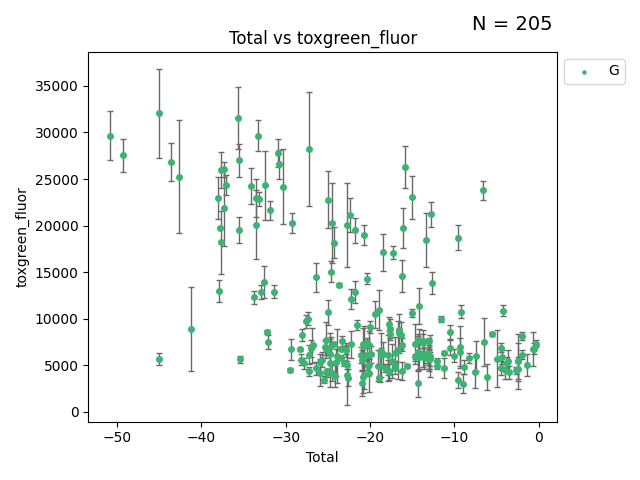 N = 205
Total vs toxgreen_fluor
G
toxgreen_fluor
35000
30000
25000
20000
15000
10000
5000
0
−50 −40 −30 −20 −10 0
Total